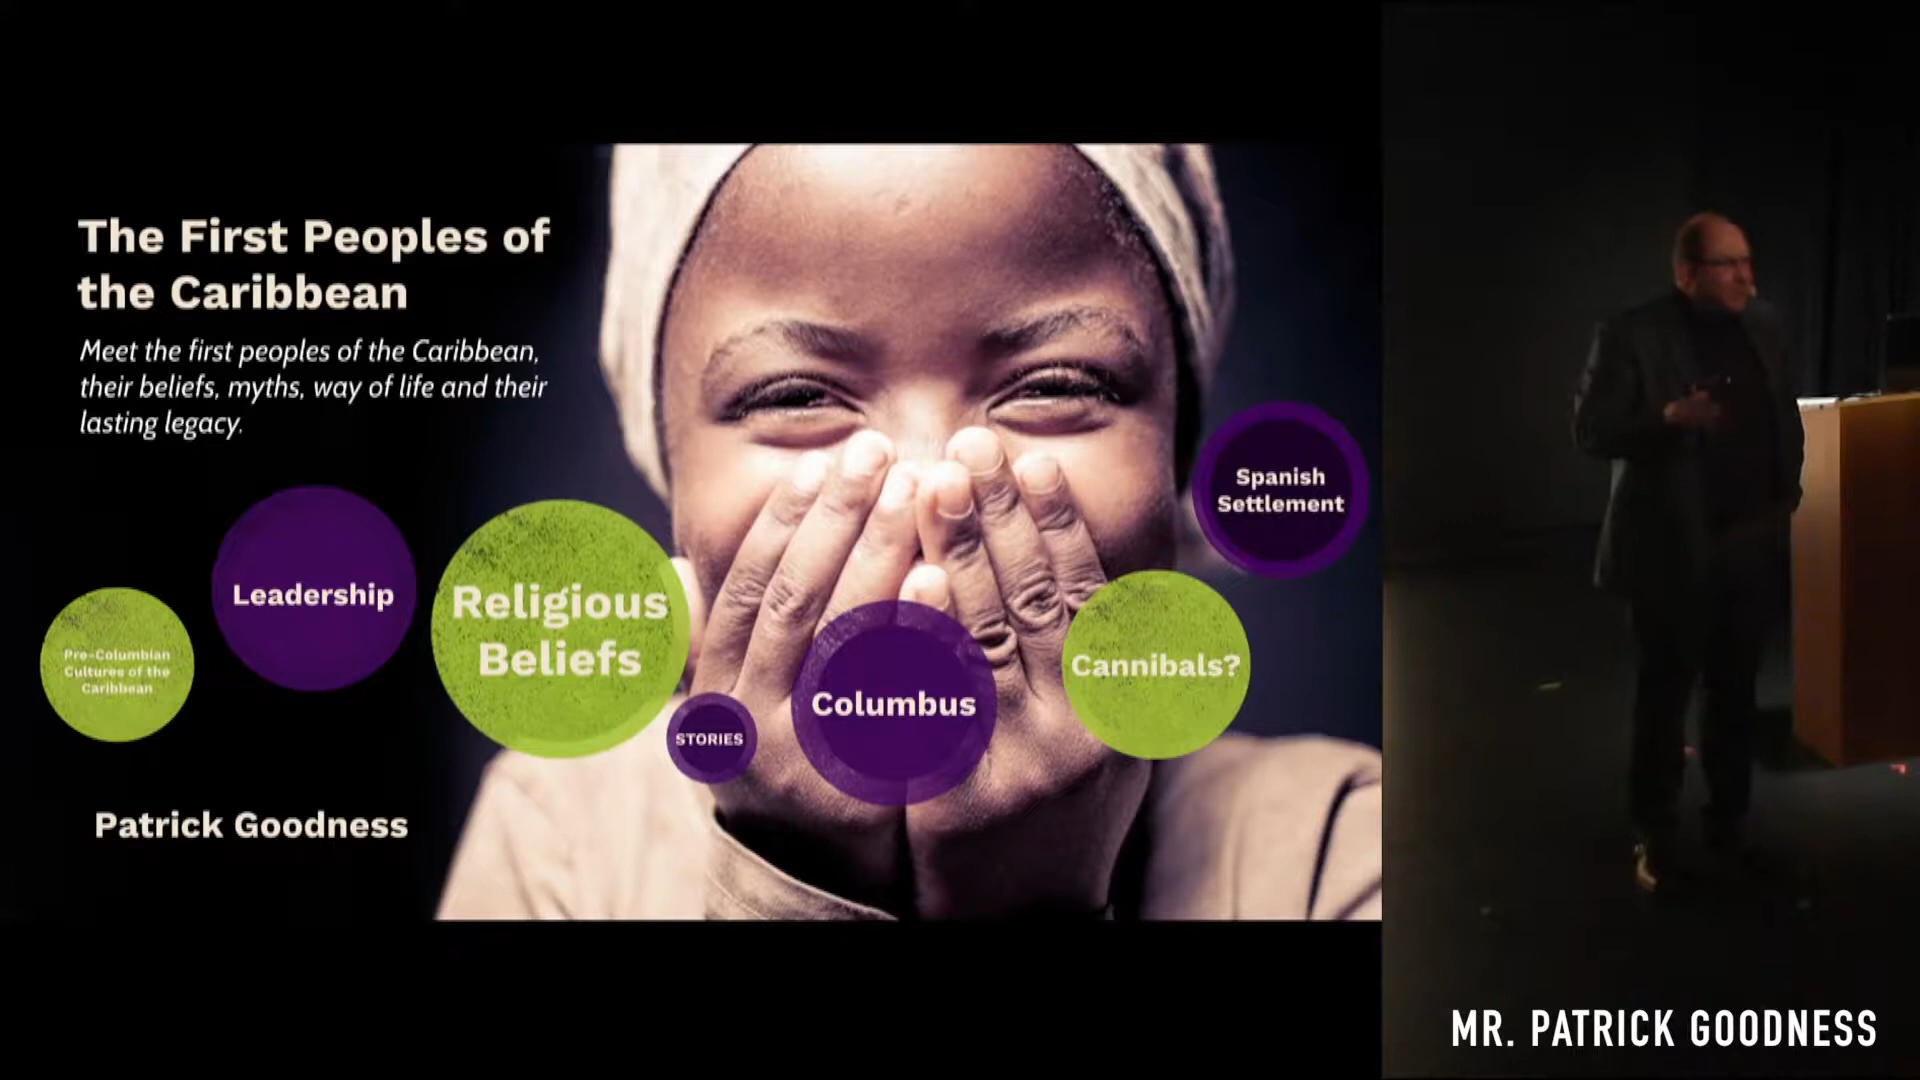 The First Peoples of
the Caribbean
Meet the first peoples of the Caribbean,
their beliefs, myths, way of life and their
lasting legacy.
Pre-Columbian
Cultures of the
Caribbean
Leadership
Religious
Beliefs
STORIES
Columbus
Cannibals?
Spanish
Settlement
Patrick Goodness
MR. PATRICK GOODNESS